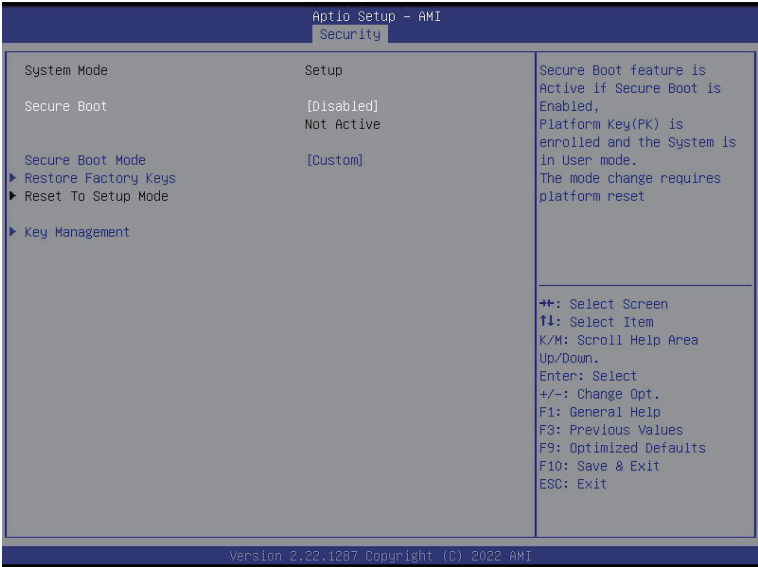 Aptio Setup – AMI
Security
System Mode Setup
Secure Boot [Disabled]
Not Active
Secure Boot Mode [Custom]
Restore Factory Keys
Reset To Setup Mode
Key Management
Secure Boot feature is
Active if Secure Boot is
Enabled,
Platform Key(PK) is
enrolled and the System is
in User mode.
The mode change requires
platform reset
→←: Select Screen
↑↓: Select Item
K/M: Scroll Help Area
Up/Down.
Enter: Select
+/-: Change Opt.
F1: General Help
F3: Previous Values
F9: Optimized Defaults
F10: Save & Exit
ESC: Exit
Version 2.22.1287 Copyright (C) 2022 AMI